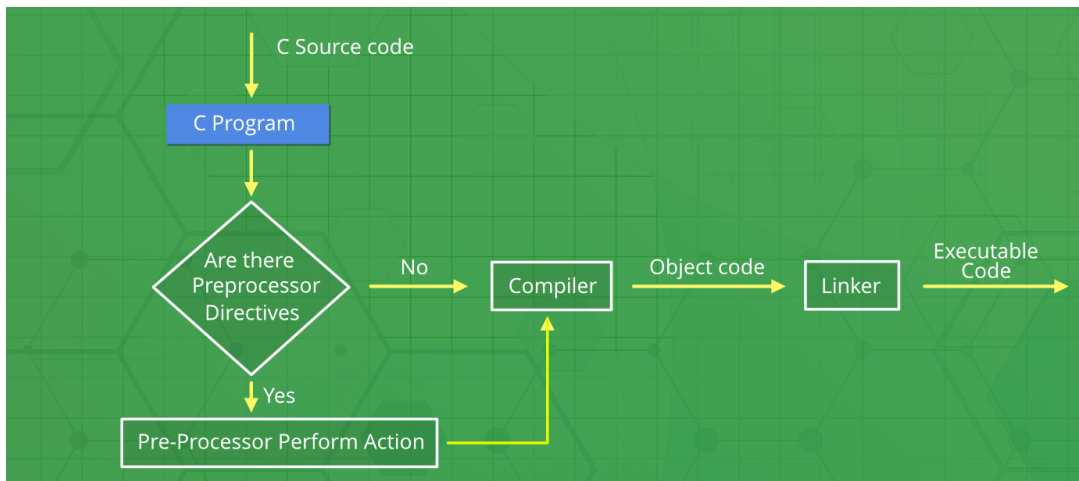 C Source code
C Program
Are there
Preprocessor
Directives
No
Compiler
Object code
Linker
Executable
Code
Yes
Pre-Processor Perform Action